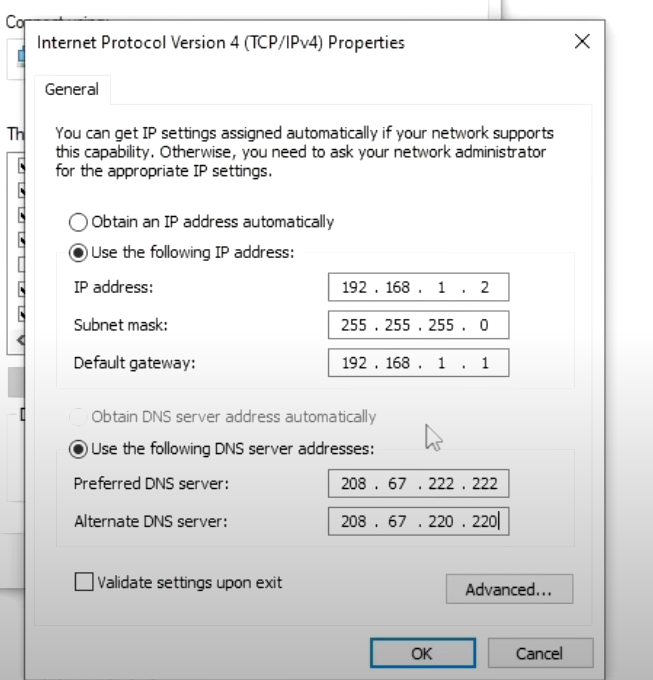 Internet Protocol Version 4 (TCP/IPv4) Properties
General
You can get IP settings assigned automatically if your network supports
this capability. Otherwise, you need to ask your network administrator
for the appropriate IP settings.
Obtain an IP address automatically
Use the following IP address:
IP address: 192 . 168 . 1 . 2
Subnet mask: 255 . 255 . 255 . 0
Default gateway: 192 . 168 . 1 . 1
Obtain DNS server address automatically
Use the following DNS server addresses:
Preferred DNS server: 208 . 67 . 222 . 222
Alternate DNS server: 208 . 67 . 220 . 220
Validate settings upon exit
Advanced...
OK Cancel